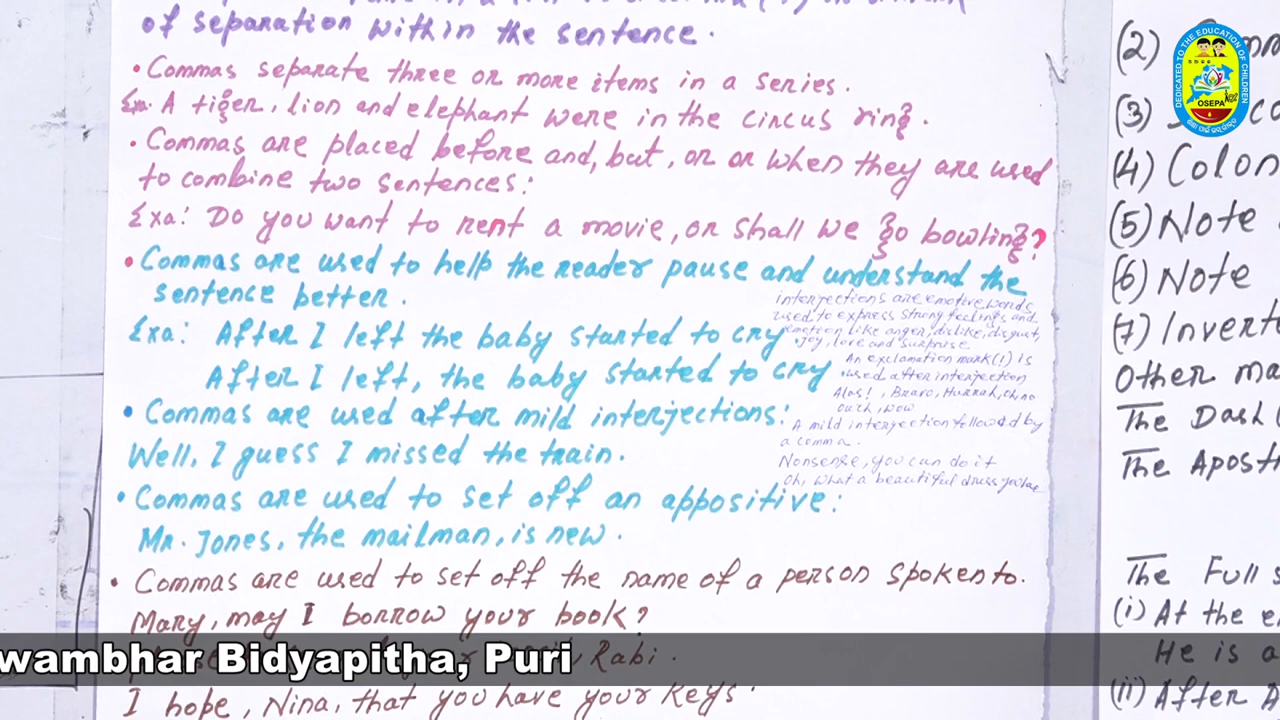 of separation within the sentence.
• Commas separate three or more items in a series.
Ex: A tiger, lion and elephant were in the circus ring.
• Commas are placed before and, but, or or when they are used
to combine two sentences:
Exa: Do you want to rent a movie, or shall we go bowling?
• Commas are used to help the reader pause and understand the
sentence better.
Exa: After I left the baby started to cry
After I left, the baby started to cry
• Commas are used after mild interjections:
Well, I guess I missed the train.
• Commas are used to set off an appositive:
Mr. Jones, the mailman, is new.
• Commas are used to set off the name of a person spoken to.
Mary, may I borrow your book?
Rabi.
I hope, Nina, that you have your keys.
interjections are emotive words
used to express strong feelings and
emotion like anger, dislike, disgust,
joy, love and surprise
An exclamation mark(!) is
used after interjection
Alas!, Bravo, Hurrah, oh, no
ouch, wow
A mild interjection followed by
a comma.
Nonsense, you can do it
Oh, what a beautiful dress
(2)
(3)
(4) Colon
(5) Note
(6) Note
(7) Invert
Other ma
The Dash (
The Apost
The Full s
(i) At the e
He is a
(ii) After A
DEDICATED TO THE EDUCATION OF CHILDREN
OSEPA
wambhar Bidyapitha, Puri